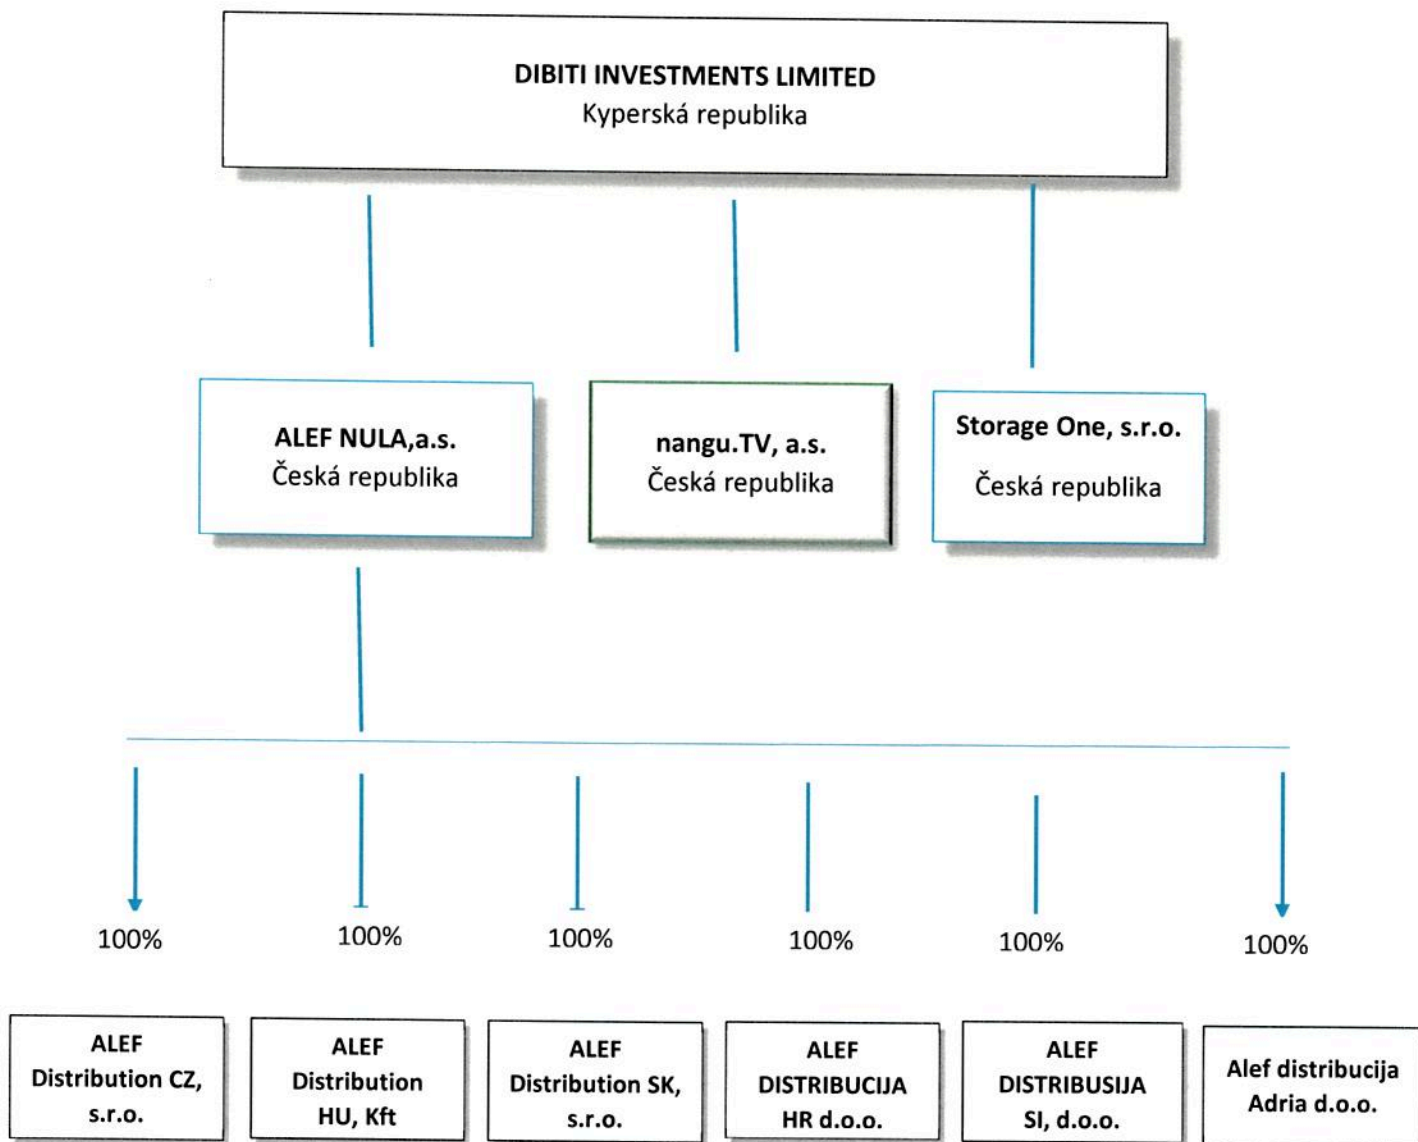 DIBITI INVESTMENTS LIMITED
Kyperská republika
ALEF NULA,a.s.
Česká republika
nangu.TV, a.s.
Česká republika
Storage One, s.r.o.
Česká republika
100%
100%
100%
100%
100%
100%
ALEF
Distribution CZ,
s.r.o.
ALEF
Distribution
HU, Kft
ALEF
Distribution SK,
s.r.o.
ALEF
DISTRIBUCIJA
HR d.o.o.
ALEF
DISTRIBUSIJA
SI, d.o.o.
Alef distribucija
Adria d.o.o.